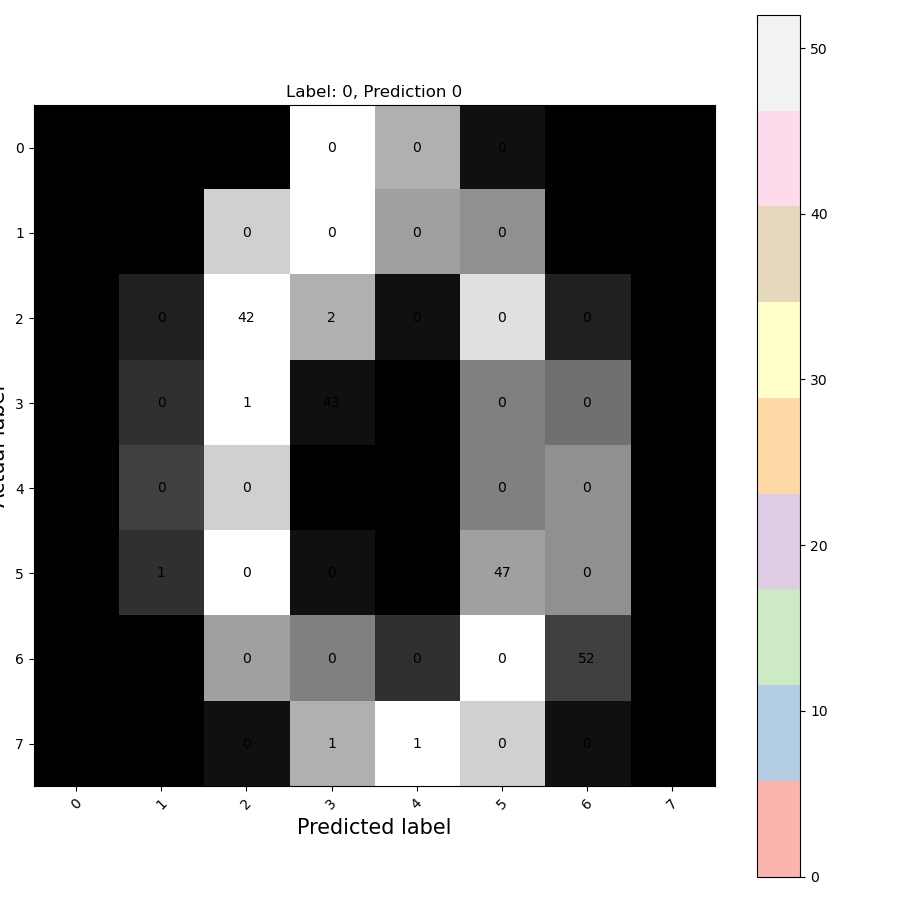 Label: 0, Prediction 0
0 0 0 0
1 0 0 0 0
2 0 42 2 0 0 0
3 0 1 43 0 0
4 0 0 0 0
5 1 0 0 47 0
6 0 0 0 0 52
7 0 1 1 0 0
0 1 2 3 4 5 6 7
Predicted label
Actual label
50
40
30
20
10
0